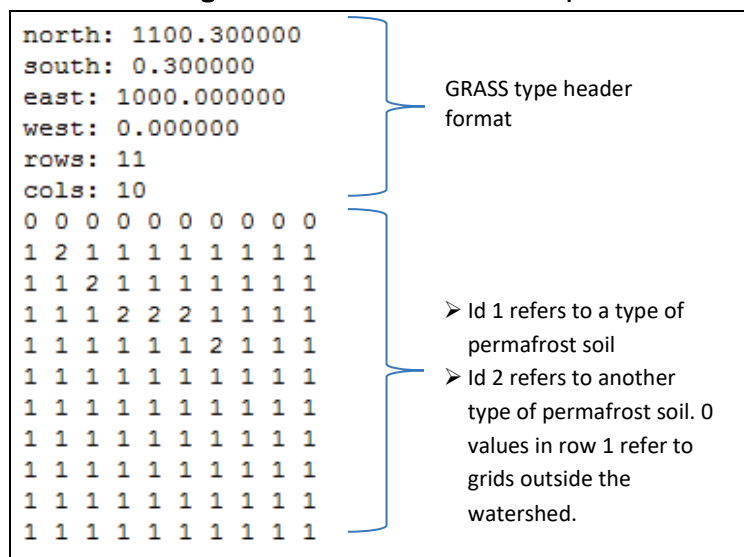 north: 1100.300000
south: 0.300000
east: 1000.000000
west: 0.000000
rows: 11
cols: 10
0 0 0 0 0 0 0 0 0 0
1 2 1 1 1 1 1 1 1 1
1 1 2 1 1 1 1 1 1 1
1 1 1 2 2 2 1 1 1 1
1 1 1 1 1 1 2 1 1 1
1 1 1 1 1 1 1 1 1 1
1 1 1 1 1 1 1 1 1 1
1 1 1 1 1 1 1 1 1 1
1 1 1 1 1 1 1 1 1 1
1 1 1 1 1 1 1 1 1 1
1 1 1 1 1 1 1 1 1 1
GRASS type header
format
➢ Id 1 refers to a type of
permafrost soil
➢ Id 2 refers to another
type of permafrost soil. 0
values in row 1 refer to
grids outside the
watershed.